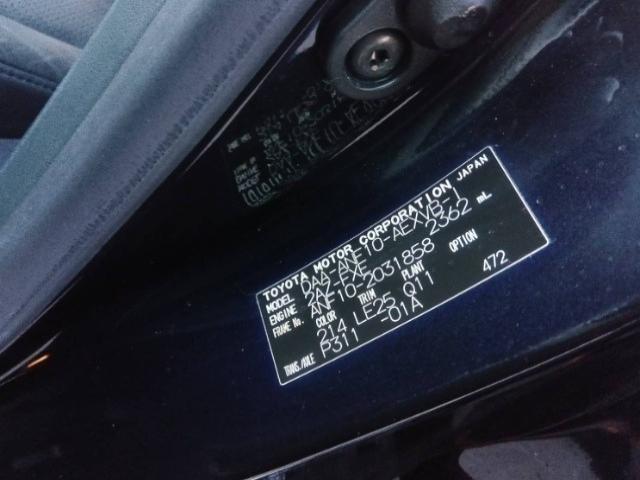 TOYOTA MOTOR CORPORATION JAPAN
MODEL DAA-ANF10-AEXVB-
ENGINE 2AZ-FXE 2362 mL
FRAME No. ANF10-2031858
COLOR TRIM PLANT OPTION
214 LE25 Q11 472
TRANS./AXLE P311 -01A